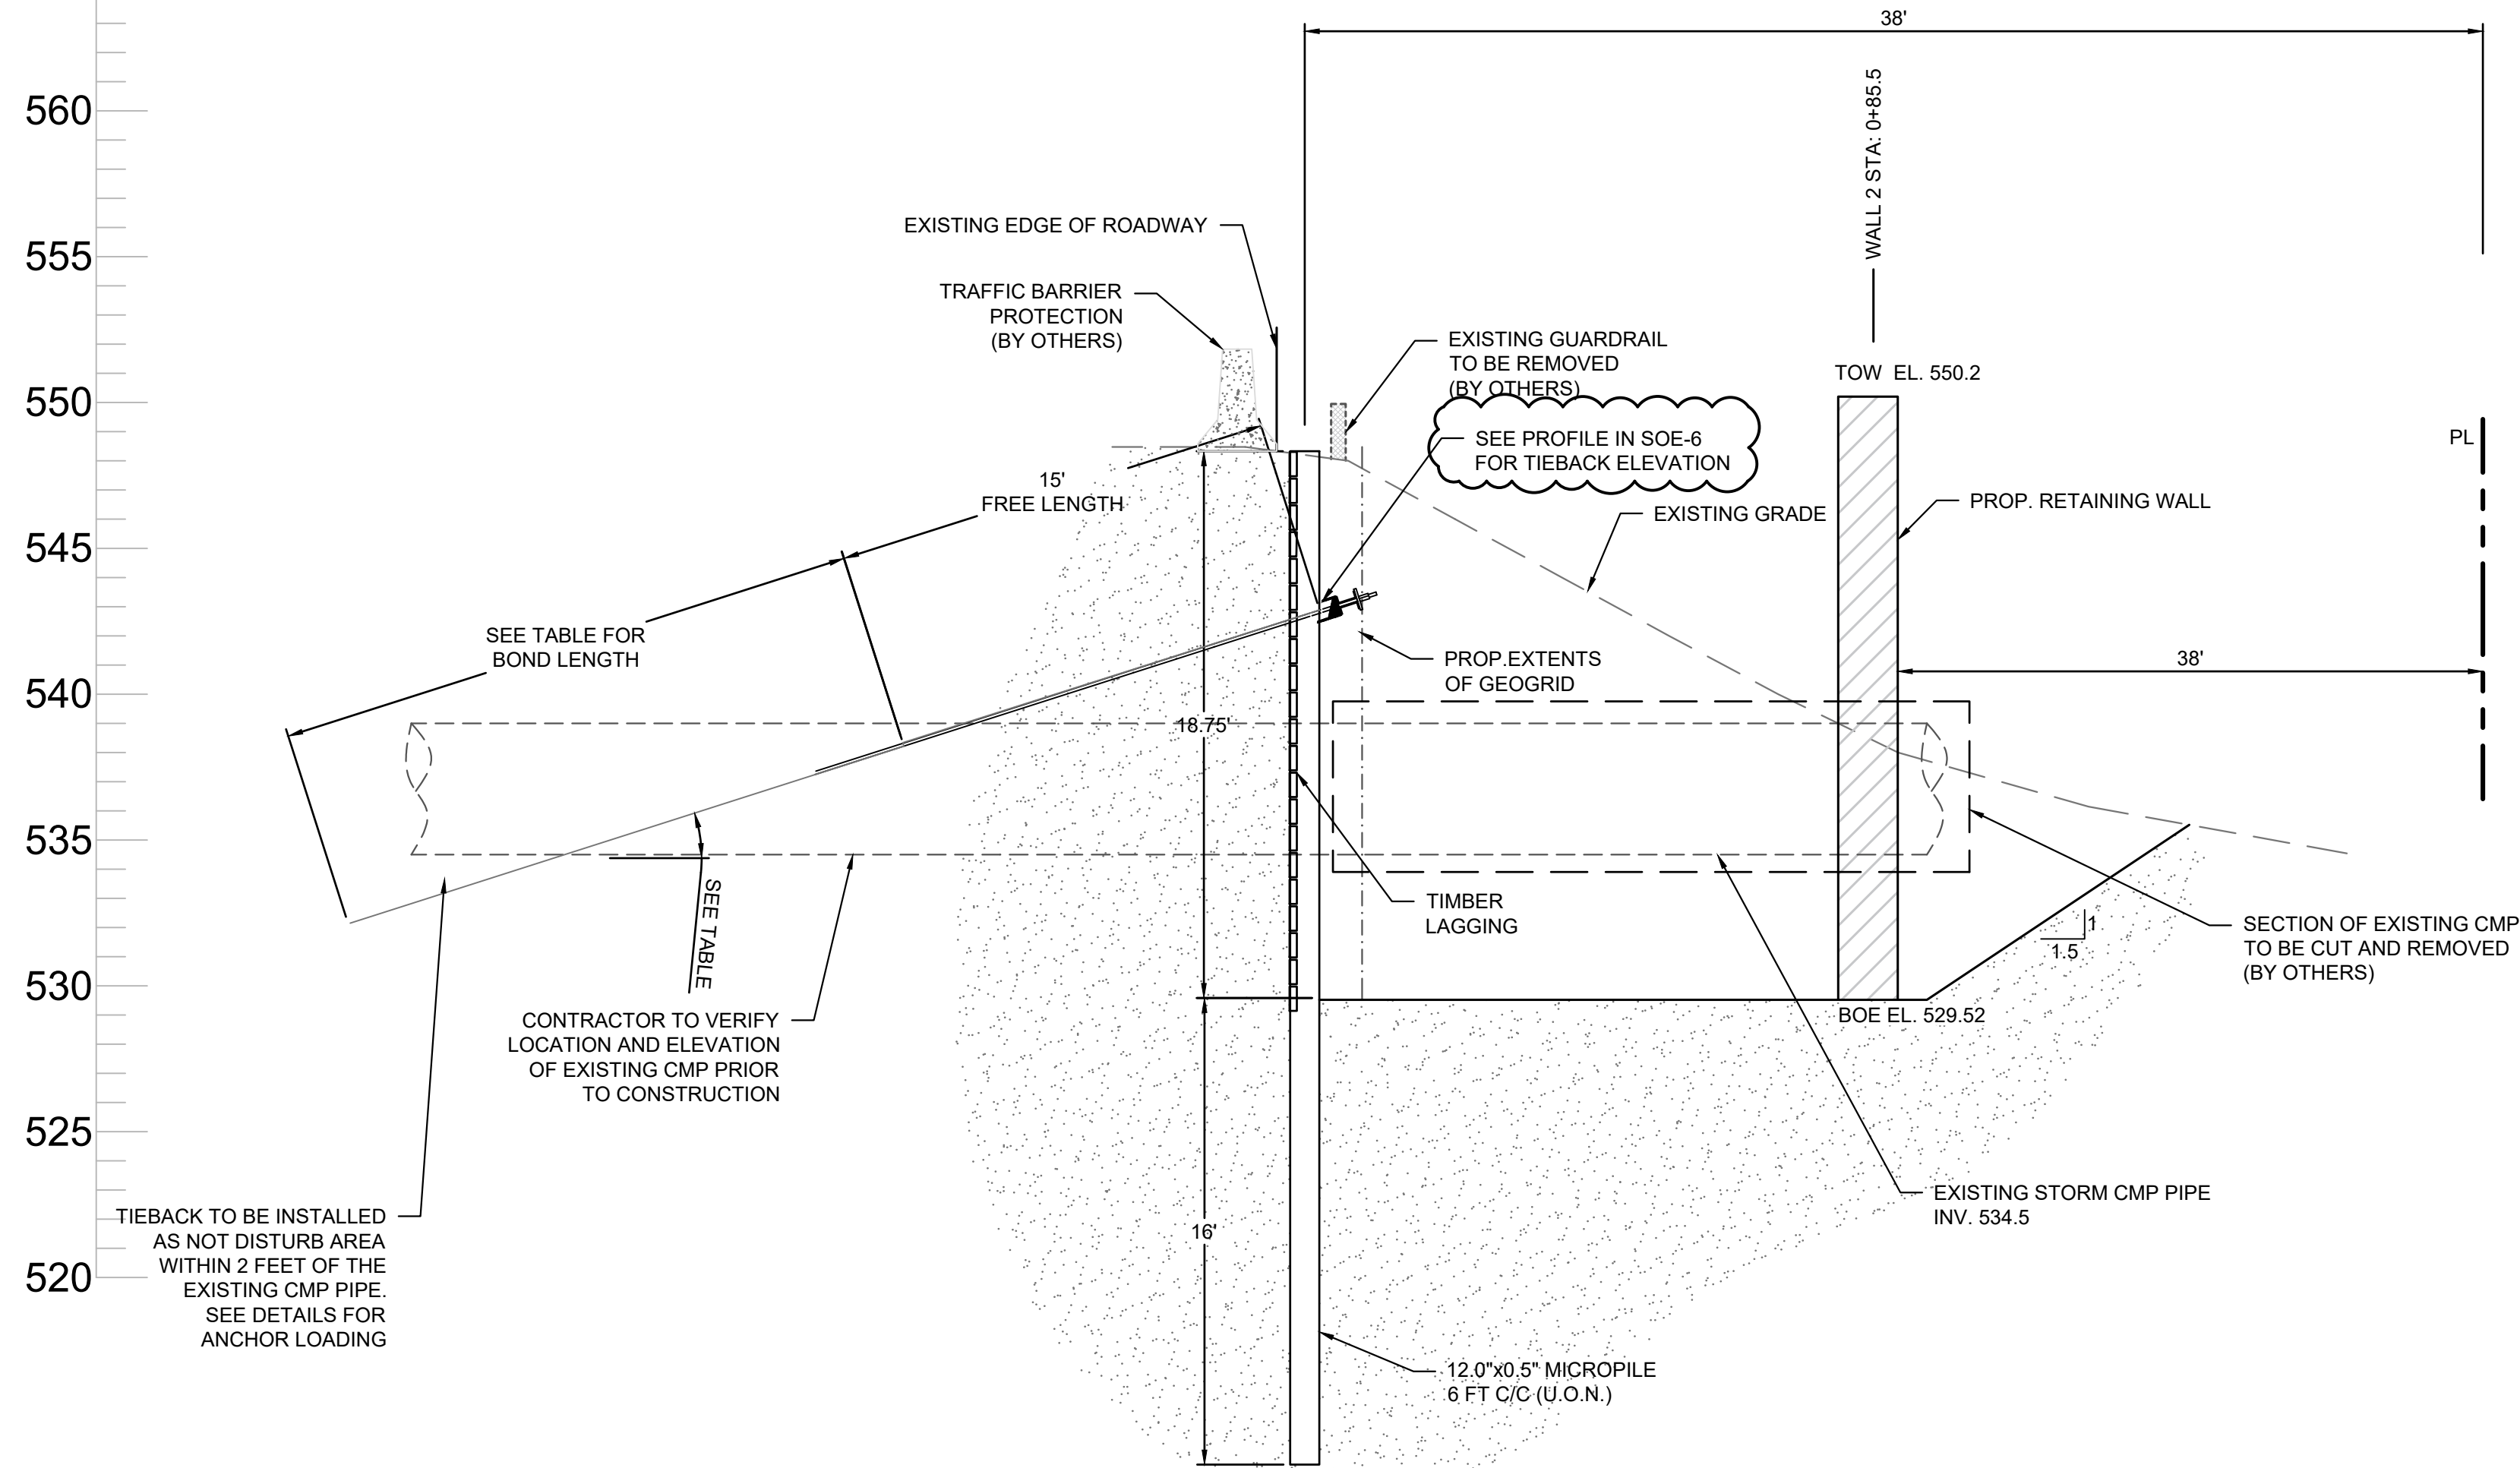 38'
WALL 2 STA: 0+85.5
560
555
550
545
540
535
530
525
520
EXISTING EDGE OF ROADWAY
TRAFFIC BARRIER
PROTECTION
(BY OTHERS)
EXISTING GUARDRAIL
TO BE REMOVED
(BY OTHERS)
SEE PROFILE IN SOE-6
FOR TIEBACK ELEVATION
TOW EL. 550.2
PL
15'
FREE LENGTH
EXISTING GRADE
PROP. RETAINING WALL
SEE TABLE FOR
BOND LENGTH
PROP.EXTENTS
OF GEOGRID
38'
18.75'
SEE TABLE
TIMBER
LAGGING
1
1.5
SECTION OF EXISTING CMP
TO BE CUT AND REMOVED
(BY OTHERS)
BOE EL. 529.52
CONTRACTOR TO VERIFY
LOCATION AND ELEVATION
OF EXISTING CMP PRIOR
TO CONSTRUCTION
TIEBACK TO BE INSTALLED
AS NOT DISTURB AREA
WITHIN 2 FEET OF THE
EXISTING CMP PIPE.
SEE DETAILS FOR
ANCHOR LOADING
16'
EXISTING STORM CMP PIPE
INV. 534.5
12.0"x0.5" MICROPILE
6 FT C/C (U.O.N.)